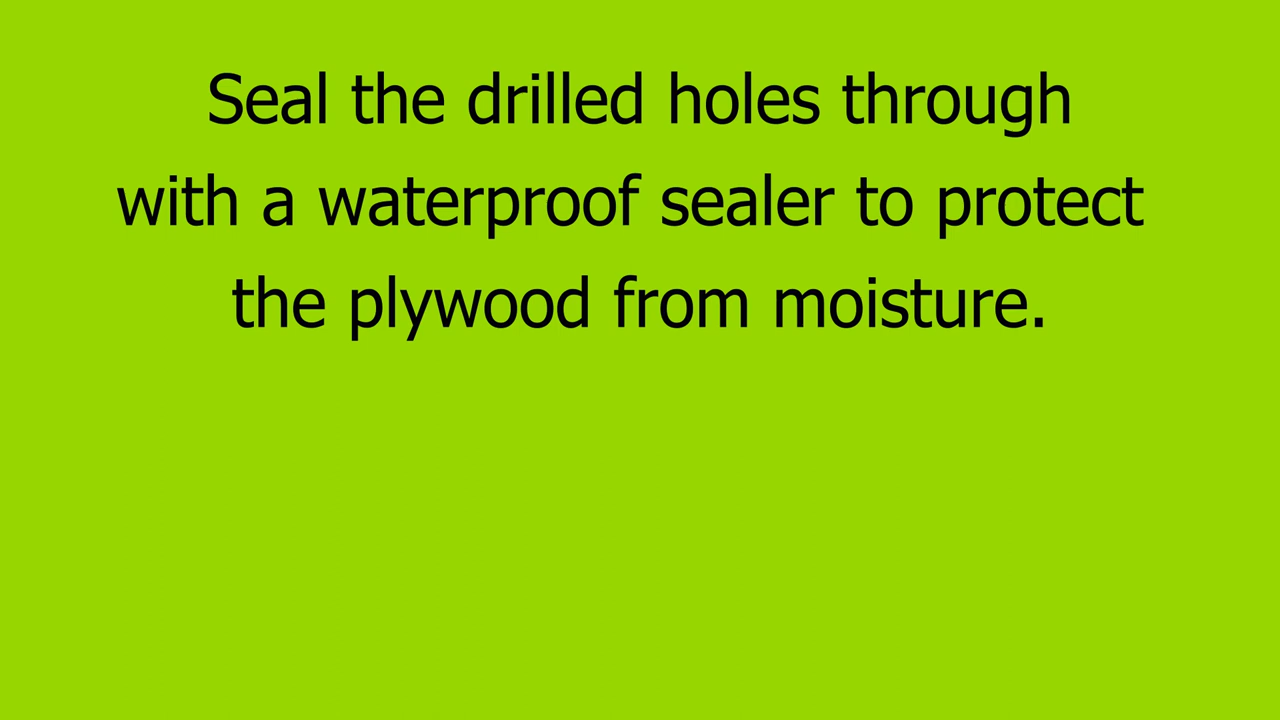 Seal the drilled holes through
with a waterproof sealer to protect
the plywood from moisture.